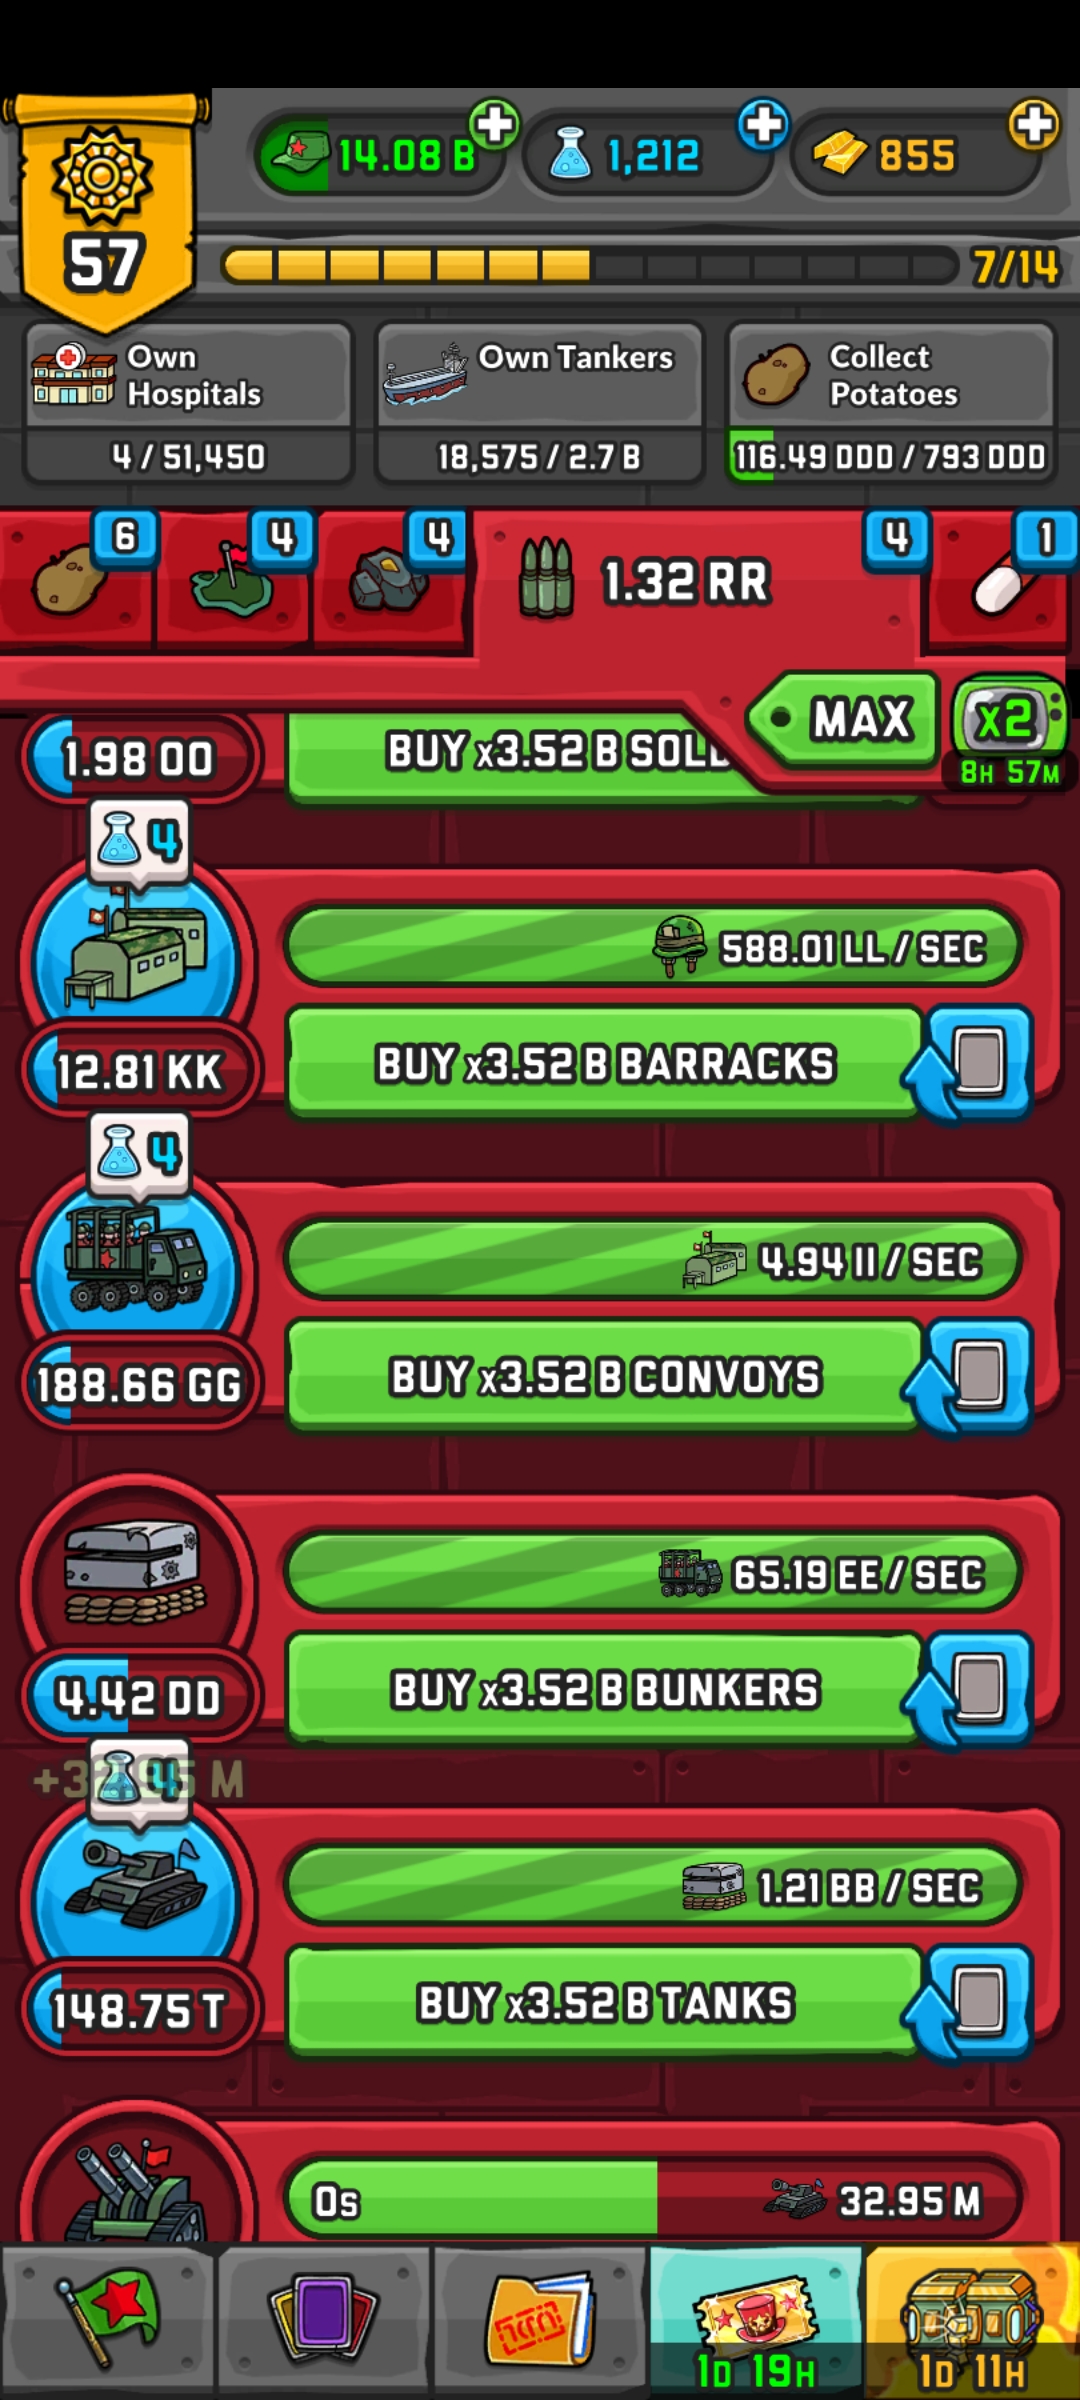 14.08 B
1,212
855
57
7/14
Own Hospitals
4 / 51,450
Own Tankers
18,575 / 2.7 B
Collect Potatoes
116.49 DDD / 793 DDD
6
4
4
1.32 RR
4
1
MAX
x2
8H 57M
1.98 OO
BUY x3.52 B SOL
4
588.01 LL / SEC
12.81 KK
BUY x3.52 B BARRACKS
4
4.94 II / SEC
188.66 GG
BUY x3.52 B CONVOYS
65.19 EE / SEC
4.42 DD
BUY x3.52 B BUNKERS
+32.95 M
4
1.21 BB / SEC
148.75 T
BUY x3.52 B TANKS
0s
32.95 M
1D 19H
1D 11H